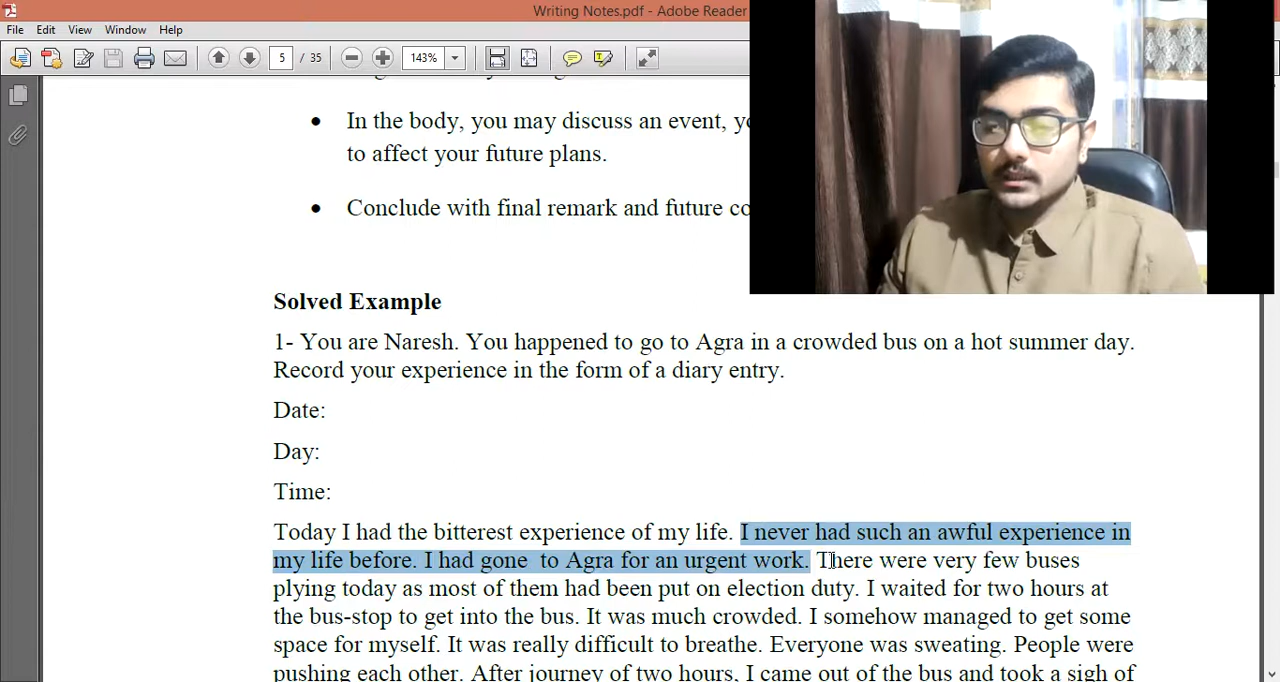 Writing Notes.pdf - Adobe Reader
File Edit View Window Help
5 / 35 143%
In the body, you may discuss an event,
to affect your future plans.
Conclude with final remark and future
Solved Example
1- You are Naresh. You happened to go to Agra in a crowded bus on a hot summer day.
Record your experience in the form of a diary entry.
Date:
Day:
Time:
Today I had the bitterest experience of my life. I never had such an awful experience in
my life before. I had gone to Agra for an urgent work. There were very few buses
plying today as most of them had been put on election duty. I waited for two hours at
the bus-stop to get into the bus. It was much crowded. I somehow managed to get some
space for myself. It was really difficult to breathe. Everyone was sweating. People were
pushing each other. After journey of two hours, I came out of the bus and took a sigh of